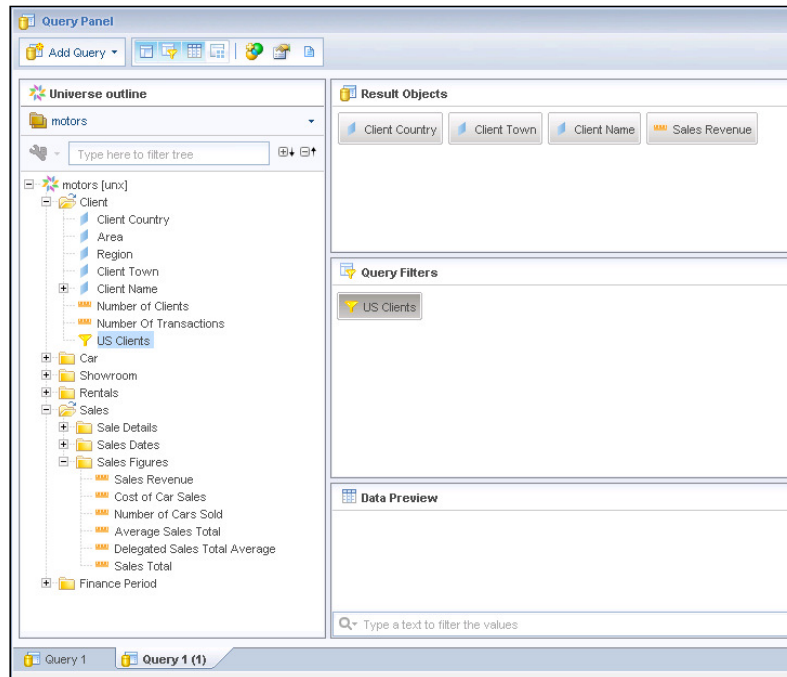 Query Panel
Add Query
Universe outline
motors
Type here to filter tree
motors [unx]
Client
Client Country
Area
Region
Client Town
Client Name
Number of Clients
Number Of Transactions
US Clients
Car
Showroom
Rentals
Sales
Sale Details
Sales Dates
Sales Figures
Sales Revenue
Cost of Car Sales
Number of Cars Sold
Average Sales Total
Delegated Sales Total Average
Sales Total
Finance Period
Result Objects
Client Country Client Town Client Name Sales Revenue
Query Filters
US Clients
Data Preview
Type a text to filter the values
Query 1 Query 1 (1)